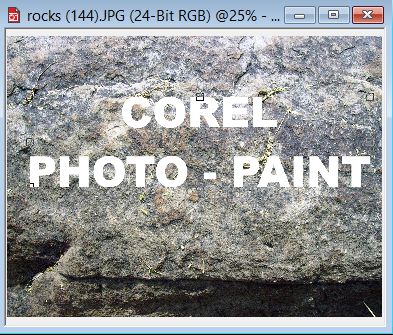 rocks (144).JPG (24-Bit RGB) @25% - ...
COREL
PHOTO - PAINT